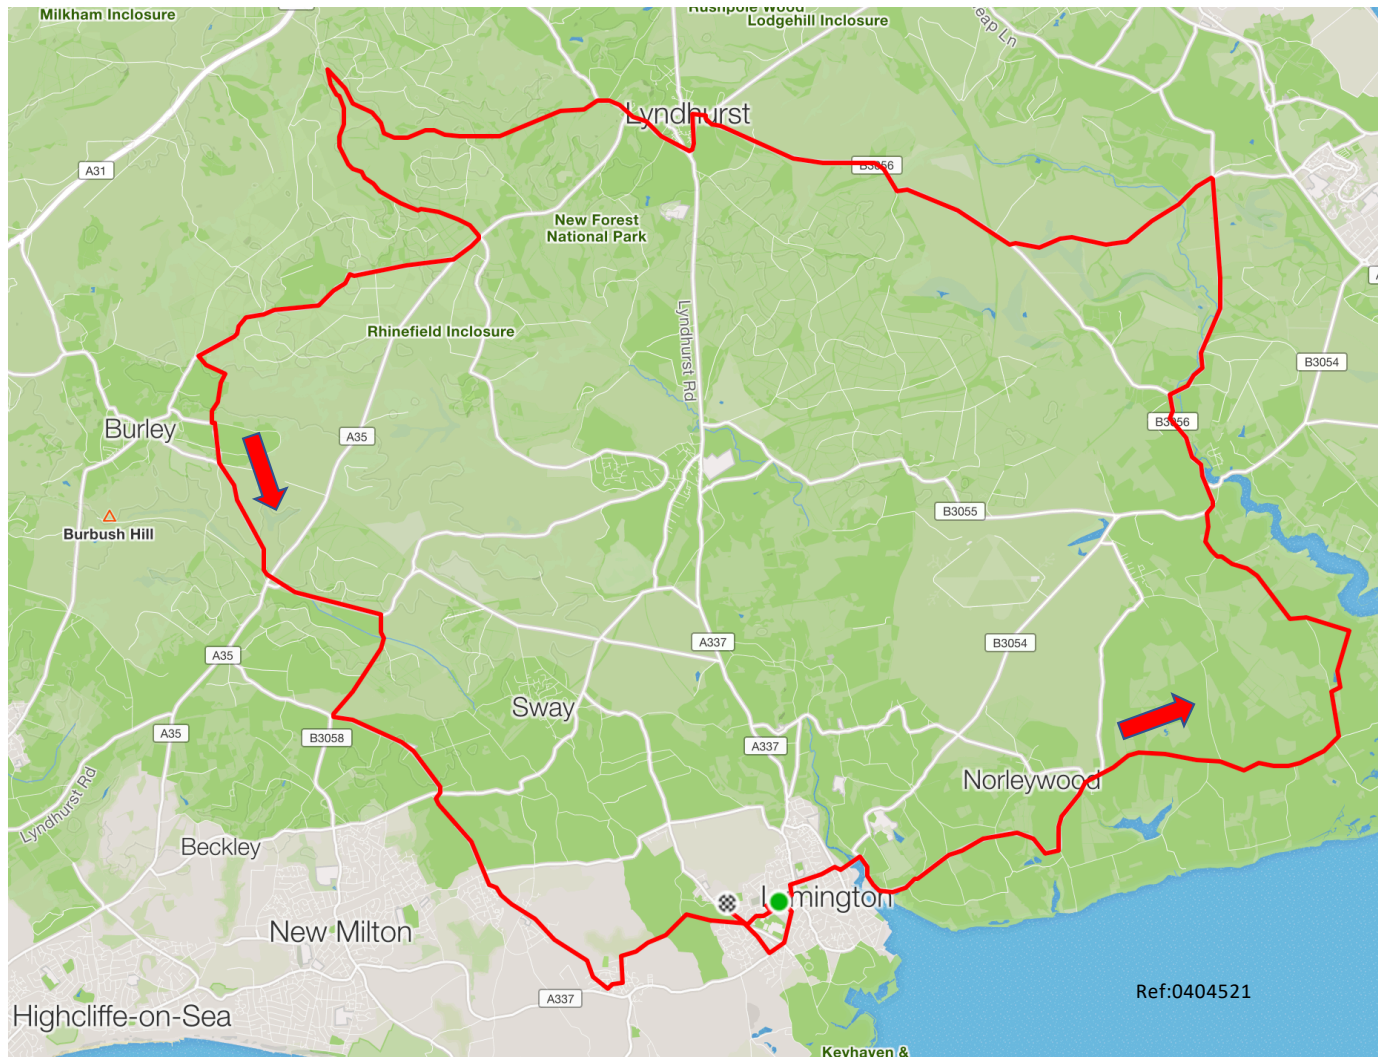 Milkham Inclosure
Rushpole Wood
Lodgehill Inclosure
Lyndhurst
A31
B3056
New Forest
National Park
Lyndhurst Rd
Rhinefield Inclosure
B3054
Burley
A35
B3056
Burbush Hill
B3055
A35
A337
B3054
Sway
Lyndhurst Rd
A35
B3058
A337
Norleywood
Beckley
New Milton
Highcliffe-on-Sea
A337
Ref:0404521
Keyhaven &